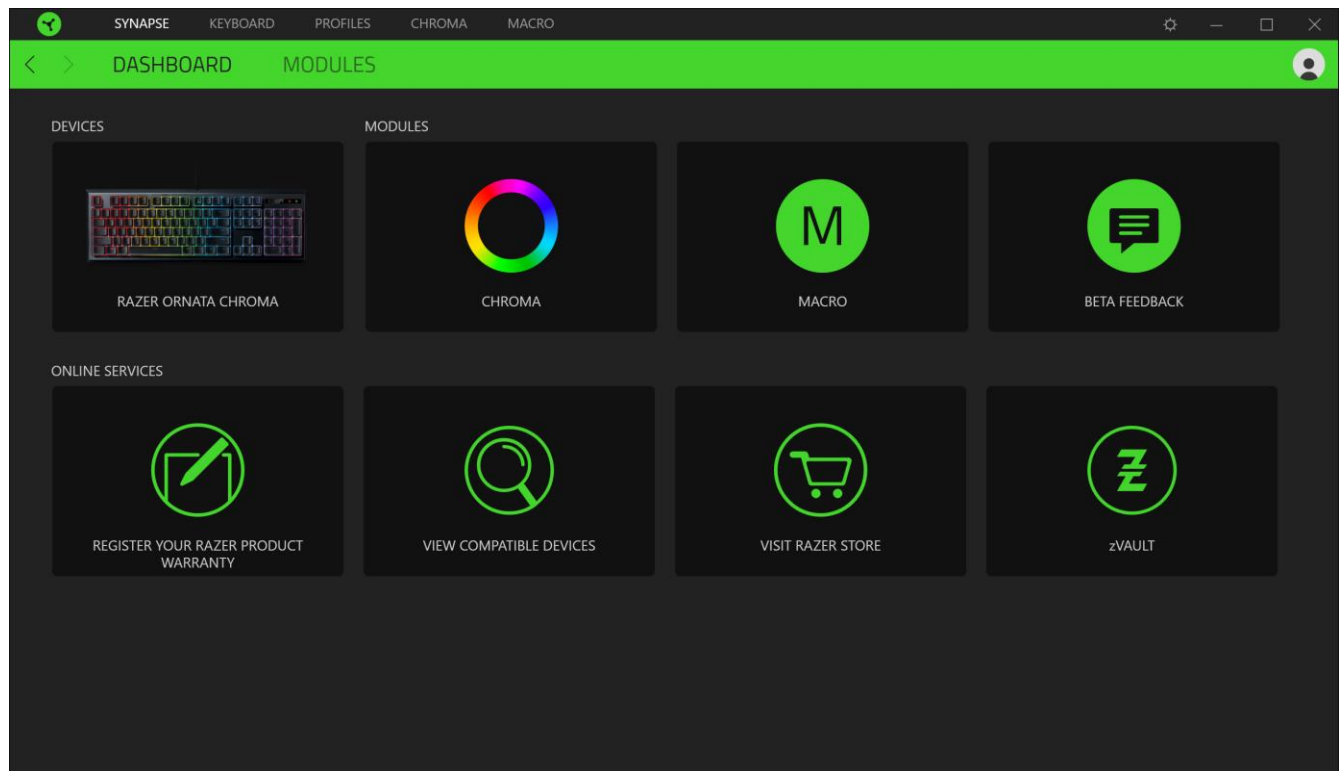 SYNAPSE KEYBOARD PROFILES CHROMA MACRO
DASHBOARD MODULES
DEVICES MODULES
M
RAZER ORNATA CHROMA CHROMA MACRO BETA FEEDBACK
ONLINE SERVICES
REGISTER YOUR RAZER PRODUCT
WARRANTY
VIEW COMPATIBLE DEVICES VISIT RAZER STORE zVAULT